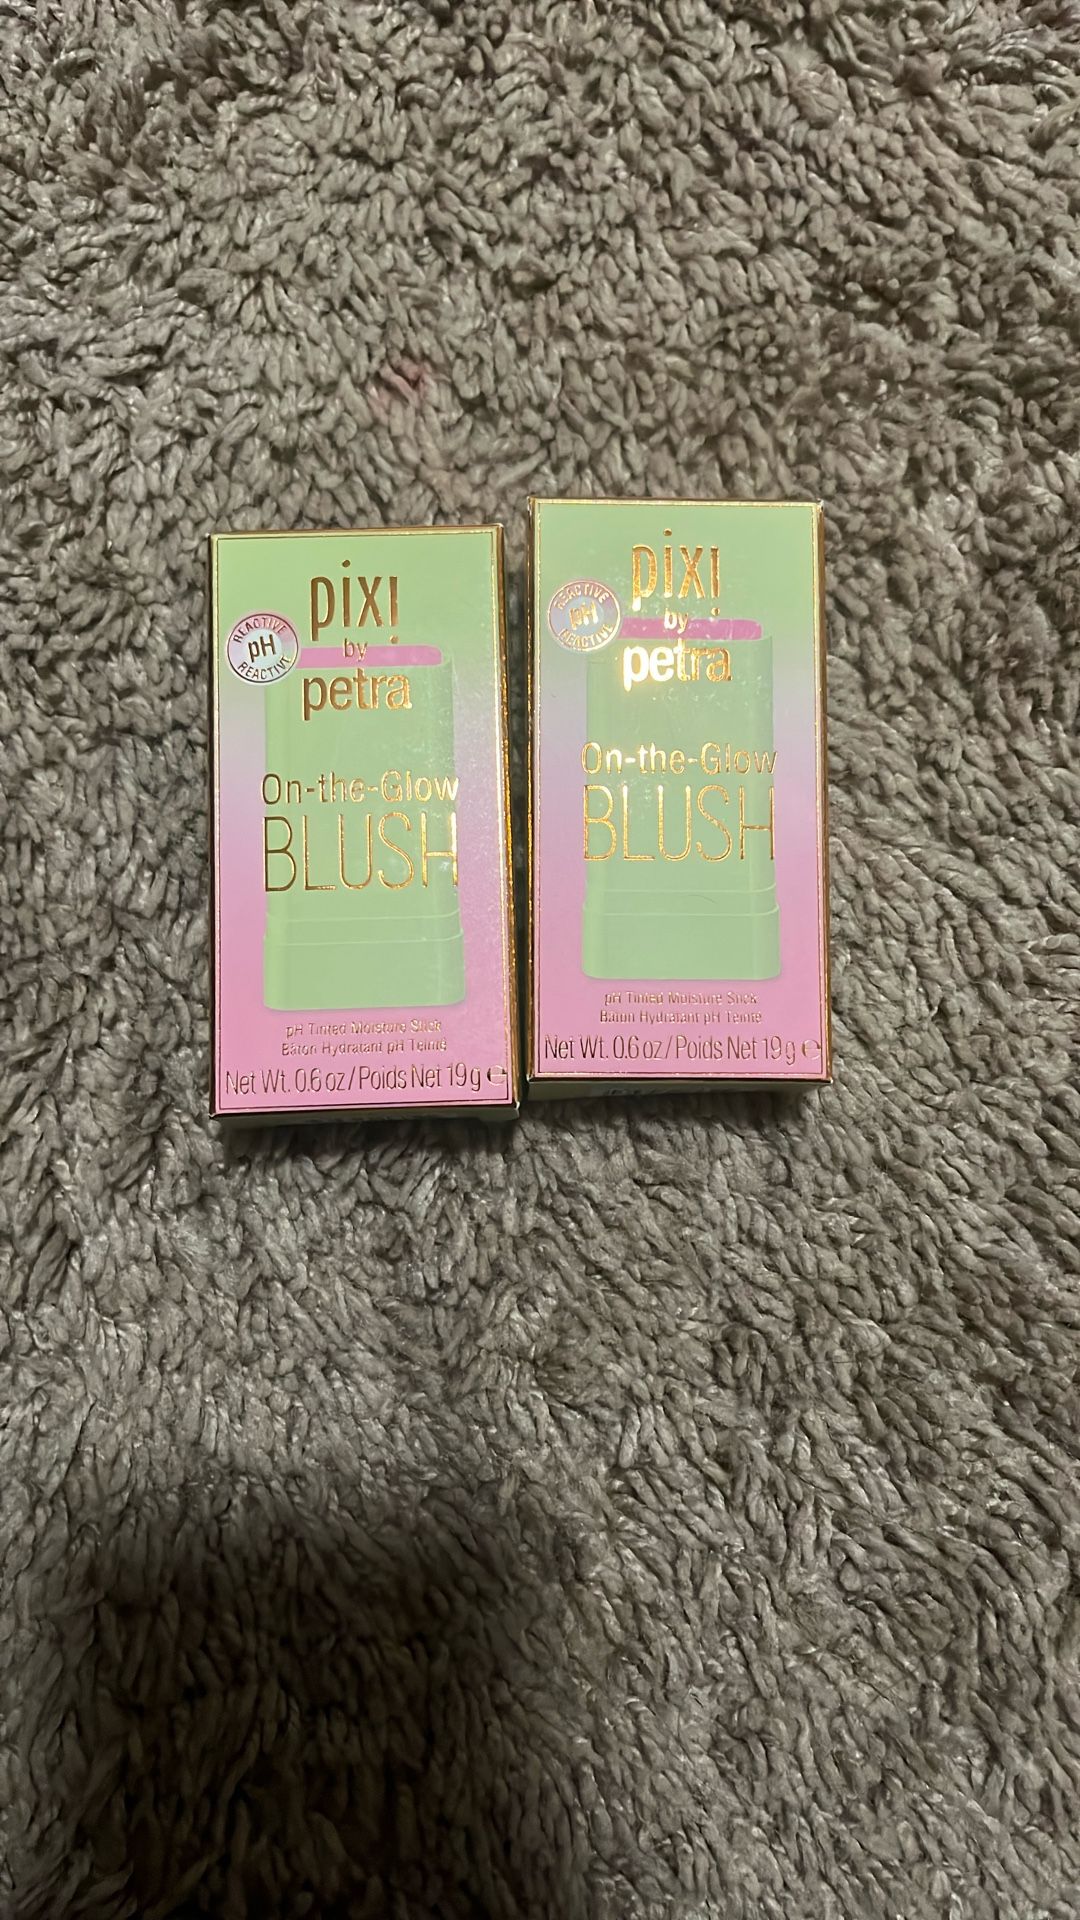 pixi
by
petra
REACTIVE
pH
REACTIVE
On-the-Glow
BLUSH
pH Tinted Moisture Stick
Bâton Hydratant pH Teinté
Net Wt. 0.6 oz / Poids Net 19 g ℮
pixi
by
petra
REACTIVE
pH
REACTIVE
On-the-Glow
BLUSH
pH Tinted Moisture Stick
Bâton Hydratant pH Teinté
Net Wt. 0.6 oz / Poids Net 19 g ℮